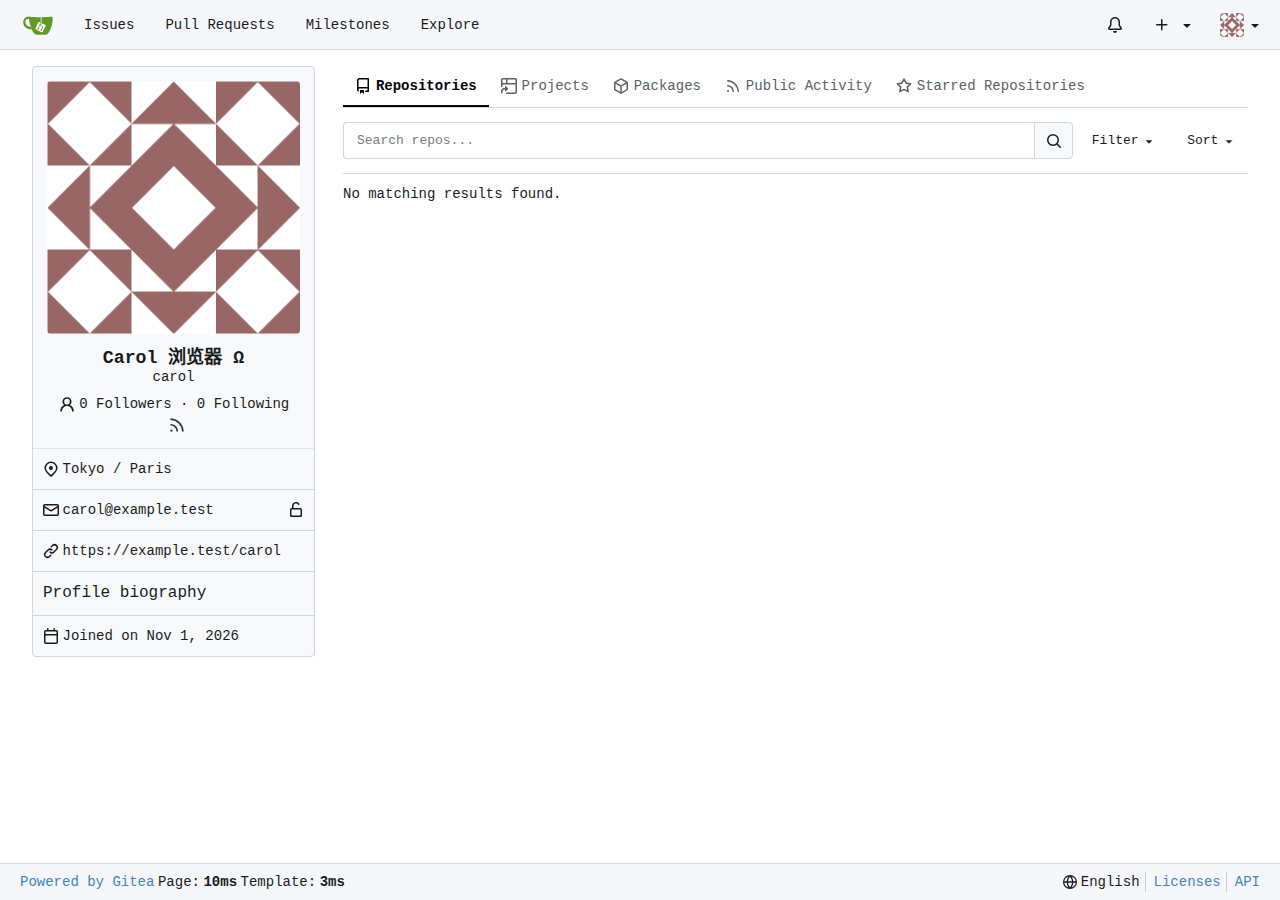 Issues Pull Requests Milestones Explore
Repositories Projects Packages Public Activity Starred Repositories
Search repos... Filter Sort
No matching results found.
Carol 浏览器 Ω
carol
0 Followers · 0 Following
Tokyo / Paris
carol@example.test
https://example.test/carol
Profile biography
Joined on Nov 1, 2026
Powered by Gitea Page: 10ms Template: 3ms English Licenses API